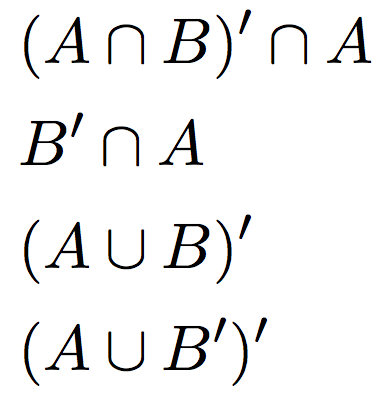 (A ∩ B)′ ∩ A
B′ ∩ A
(A ∪ B)′
(A ∪ B′)′